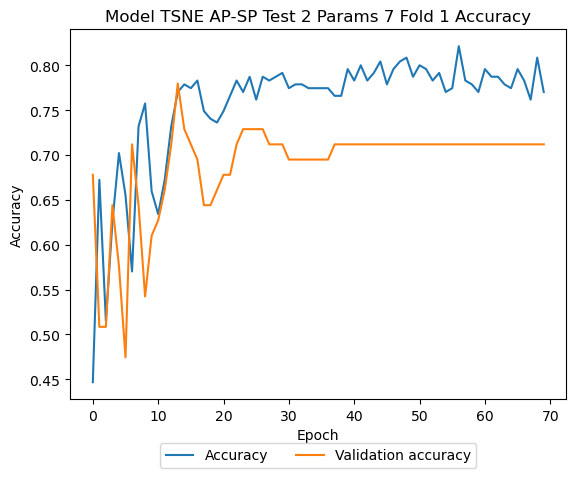 Model TSNE AP-SP Test 2 Params 7 Fold 1 Accuracy
0.80
0.75
0.70
0.65
0.60
0.55
0.50
0.45
Accuracy
0 10 20 30 40 50 60 70
Epoch
Accuracy Validation accuracy